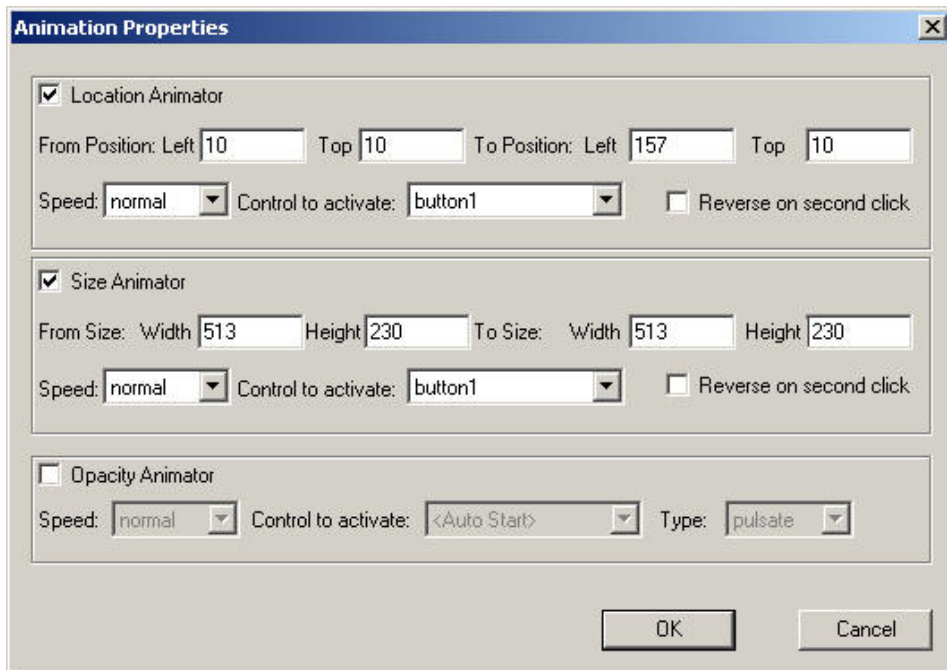 Animation Properties
Location Animator
From Position: Left 10 Top 10 To Position: Left 157 Top 10
Speed: normal Control to activate: button1 Reverse on second click
Size Animator
From Size: Width 513 Height 230 To Size: Width 513 Height 230
Speed: normal Control to activate: button1 Reverse on second click
Opacity Animator
Speed: normal Control to activate: <Auto Start> Type: pulsate
OK Cancel